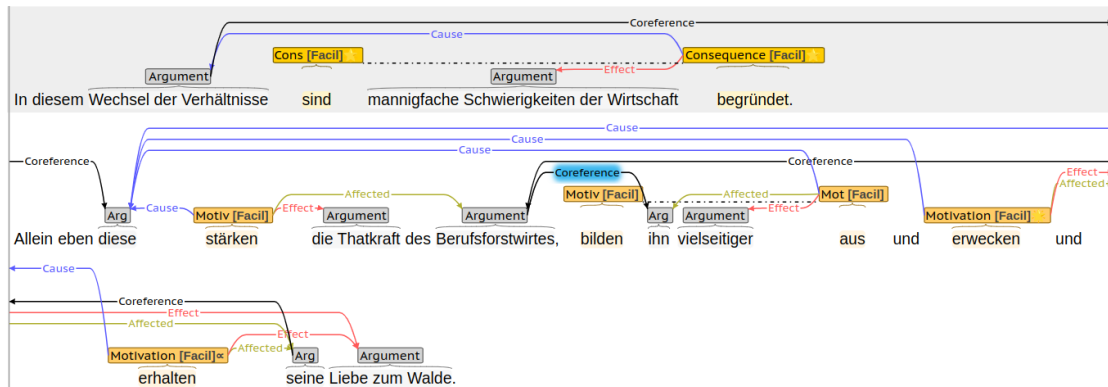 Coreference
Cause
Cons [Facil] Consequence [Facil]
Effect
Argument Argument
In diesem Wechsel der Verhältnisse sind mannigfache Schwierigkeiten der Wirtschaft begründet.
Cause
Cause
Cause
Coreference Coreference
Coreference Effect
Affected Affected Affected
Motiv [Facil] Mot [Facil]
Arg Cause Motiv [Facil] Effect Argument Argument Arg Argument Effect Motivation [Facil]
Allein eben diese stärken die Thatkraft des Berufsforstwirtes, bilden ihn vielseitiger aus und erwecken und
Cause
Coreference
Effect
Affected
Effect
Motivation [Facil]∝ Affected Arg Argument
erhalten seine Liebe zum Walde.